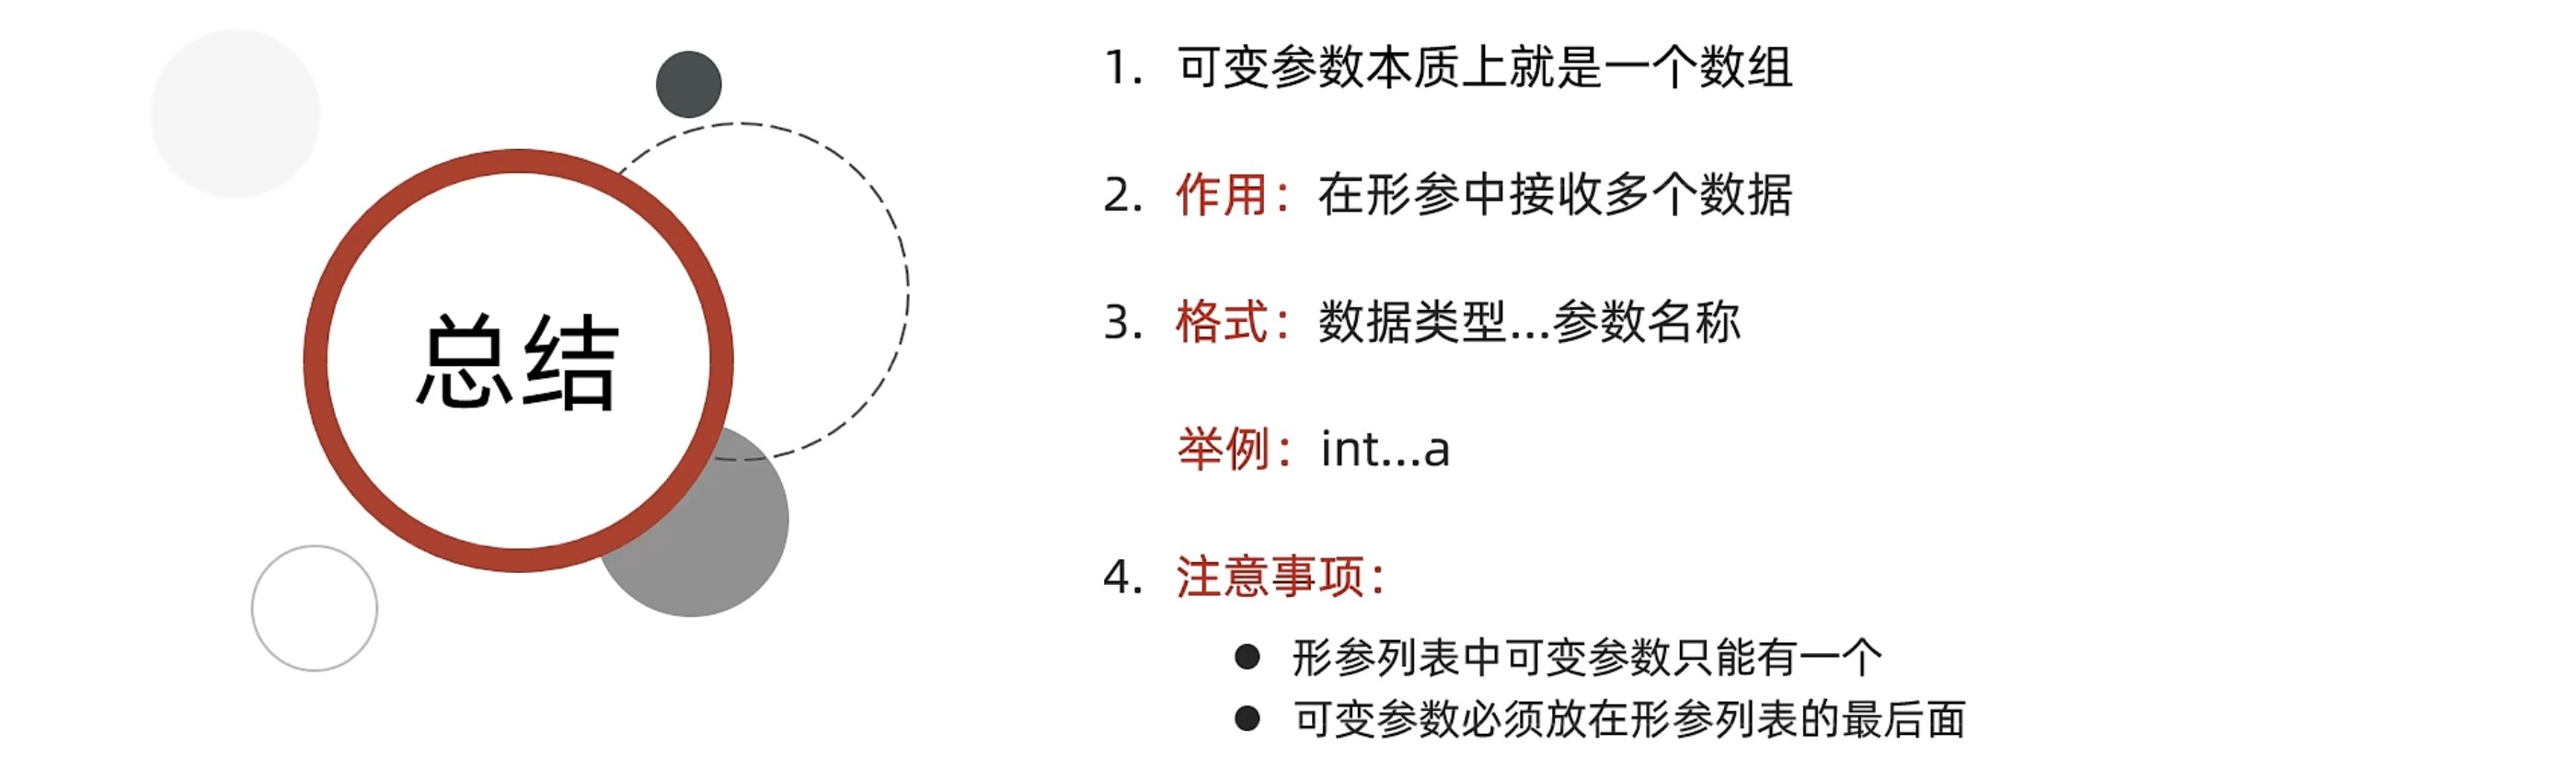 总结
1. 可变参数本质上就是一个数组
2. 作用：在形参中接收多个数据
3. 格式：数据类型...参数名称
举例：int...a
4. 注意事项：
● 形参列表中可变参数只能有一个
● 可变参数必须放在形参列表的最后面